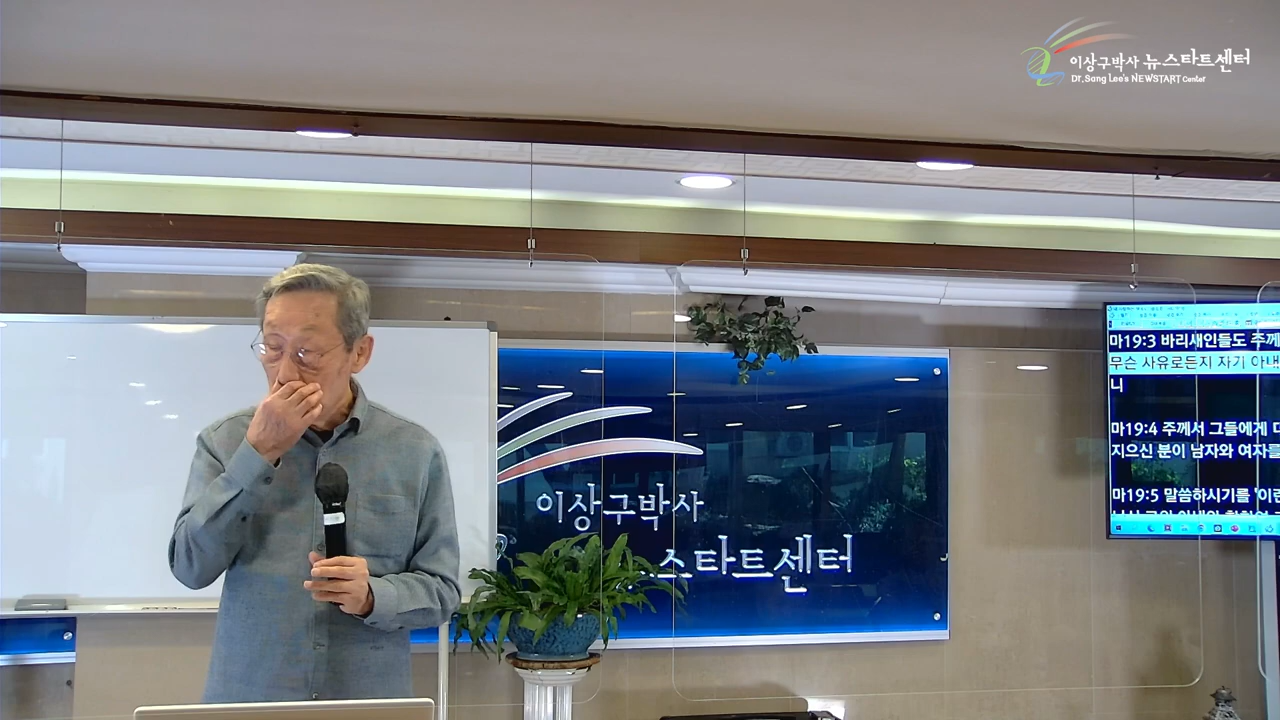 이상구박사 뉴스타트센터
Dr. Sang Lee's NEWSTART Center
이상구박사
스타트센터
마19:3 바리새인들도 주께
무슨 사유로든지 자기 아내
니
마19:4 주께서 그들에게 다
지으신 분이 남자와 여자를
마19:5 말씀하시기를 '이런